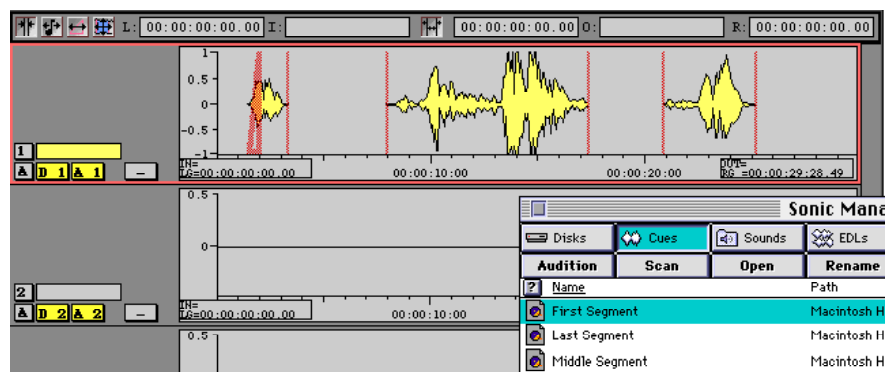 L: 00:00:00:00.00 I: 00:00:00:00.00 O: R: 00:00:00:00.00
1
0.5
0
-0.5
-1
1
A D 1 A 1 –
IN=
LG=00:00:00:00.00 00:00:10:00 00:00:20:00 OUT=
RG =00:00:29:28.49
0.5
0
2
A D 2 A 2 –
IN=
LG=00:00:00:00.00 00:00:10:00
0.5
Sonic Mana
Disks Cues Sounds EDLs
Audition Scan Open Rename
? Name Path
First Segment Macintosh H
Last Segment Macintosh H
Middle Segment Macintosh H